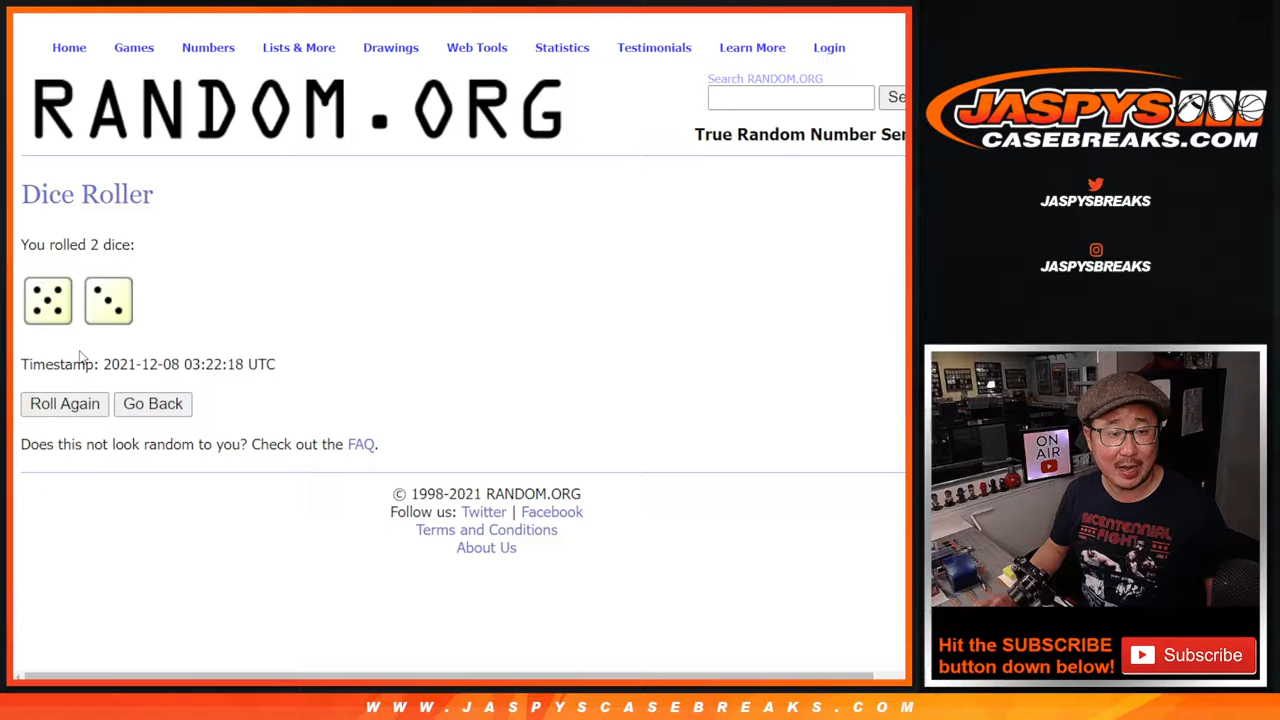 Home Games Numbers Lists & More Drawings Web Tools Statistics Testimonials Learn More Login
RANDOM.ORG
Search RANDOM.ORG
Se
True Random Number Ser
Dice Roller
You rolled 2 dice:
Timestamp: 2021-12-08 03:22:18 UTC
Roll Again Go Back
Does this not look random to you? Check out the FAQ.
© 1998-2021 RANDOM.ORG
Follow us: Twitter | Facebook
Terms and Conditions
About Us
JASPYS
CASEBREAKS.COM
JASPYSBREAKS
JASPYSBREAKS
ON
AIR
BICENTENNIAL
FIGHT
Hit the SUBSCRIBE
button down below!
Subscribe
WWW.JASPYSCASEBREAKS.COM